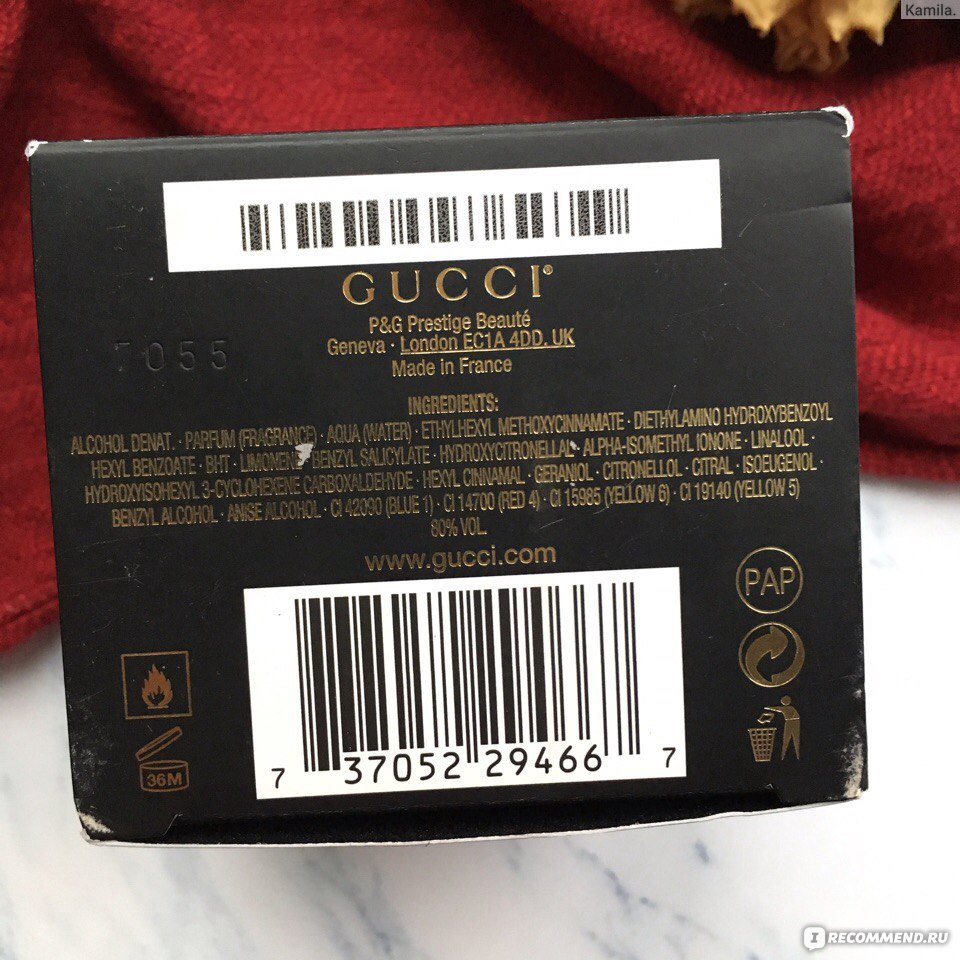 Kamila.
GUCCI®
P&G Prestige Beauté
Geneva · London EC1A 4DD. UK
Made in France
7055
INGREDIENTS:
ALCOHOL DENAT. · PARFUM (FRAGRANCE) · AQUA (WATER) · ETHYLHEXYL METHOXYCINNAMATE · DIETHYLAMINO HYDROXYBENZOYL
HEXYL BENZOATE · BHT · LIMONENE · BENZYL SALICYLATE · HYDROXYCITRONELLAL · ALPHA-ISOMETHYL IONONE · LINALOOL ·
HYDROXYISOHEXYL 3-CYCLOHEXENE CARBOXALDEHYDE · HEXYL CINNAMAL · GERANIOL · CITRONELLOL · CITRAL · ISOEUGENOL ·
BENZYL ALCOHOL · ANISE ALCOHOL · CI 42090 (BLUE 1) · CI 14700 (RED 4) · CI 15985 (YELLOW 6) · CI 19140 (YELLOW 5)
80% VOL.
www.gucci.com
PAP
36M
7 37052 29466 7
I RECOMMEND.RU